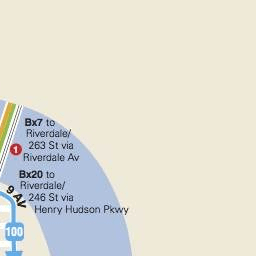 Bx7 to
Riverdale/
263 St via
1
Riverdale Av
Bx20 to
Riverdale/
246 St via
Henry Hudson Pkwy
9 AV
100